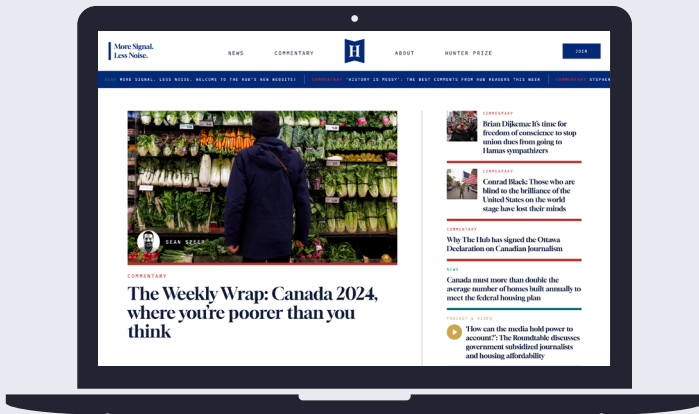 More Signal.
Less Noise.
NEWS
COMMENTARY
H
ABOUT
HUNTER PRIZE
JOIN
NEWS MORE SIGNAL. LESS NOISE. WELCOME TO THE HUB'S NEW WEBSITE!
COMMENTARY 'HISTORY IS MESSY': THE BEST COMMENTS FROM HUB READERS THIS WEEK
COMMENTARY STEPHEN
SEAN SPEER
COMMENTARY
The Weekly Wrap: Canada 2024,
where you're poorer than you
think
COMMENTARY
Brian Dijkema: It's time for
freedom of conscience to stop
union dues from going to
Hamas sympathizers
COMMENTARY
Conrad Black: Those who are
blind to the brilliance of the
United States on the world
stage have lost their minds
COMMENTARY
Why The Hub has signed the Ottawa
Declaration on Canadian Journalism
NEWS
Canada must more than double the
average number of homes built annually to
meet the federal housing plan
PODCAST & VIDEO
'How can the media hold power to
account?': The Roundtable discusses
government subsidized journalists
and housing affordability